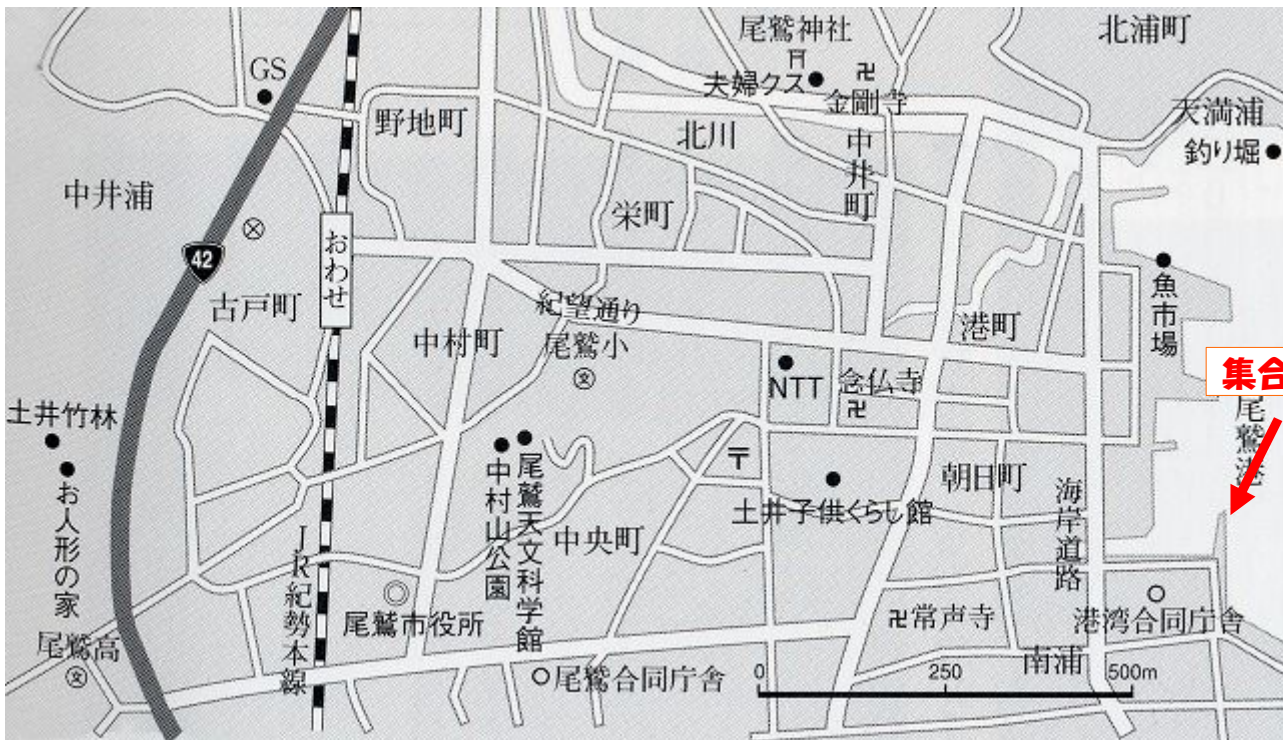 尾鷲神社
北浦町
GS
夫婦クス
金剛寺
天満浦
釣り堀
野地町
北川
中井町
中井浦
栄町
42
おわせ
古戸町
紀望通り
魚市場
中村町
尾鷲小
港町
NTT
念仏寺
集合
尾鷲港
土井竹林
お人形の家
中村山公園
尾鷲天文科学館
〒
土井子供くらし館
朝日町
海岸道路
中央町
JR紀勢本線
尾鷲市役所
卍常声寺
港湾合同庁舎
尾鷲高
尾鷲合同庁舎
南浦
0 250 500m